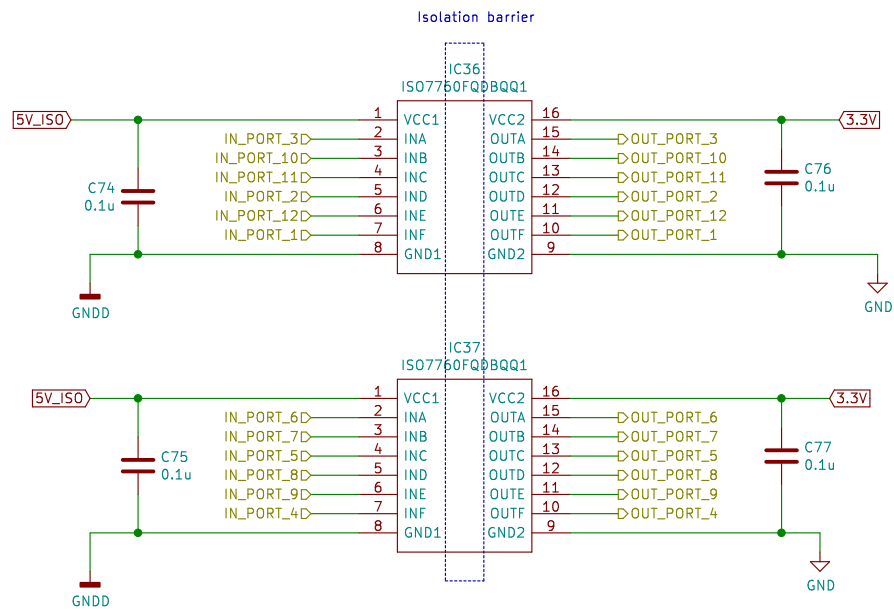 Isolation barrier
IC36
ISO7760FQDBQQ1
5V_ISO 1 VCC1 VCC2 16 3.3V
IN_PORT_3 2 INA OUTA 15 OUT_PORT_3
IN_PORT_10 3 INB OUTB 14 OUT_PORT_10
IN_PORT_11 4 INC OUTC 13 OUT_PORT_11
C76
0.1u
C74
0.1u
IN_PORT_2 5 IND OUTD 12 OUT_PORT_2
IN_PORT_12 6 INE OUTE 11 OUT_PORT_12
IN_PORT_1 7 INF OUTF 10 OUT_PORT_1
8 GND1 GND2 9
GNDD
GND
IC37
ISO7760FQDBQQ1
5V_ISO 1 VCC1 VCC2 16 3.3V
IN_PORT_6 2 INA OUTA 15 OUT_PORT_6
IN_PORT_7 3 INB OUTB 14 OUT_PORT_7
IN_PORT_5 4 INC OUTC 13 OUT_PORT_5
C75
0.1u
C77
0.1u
IN_PORT_8 5 IND OUTD 12 OUT_PORT_8
IN_PORT_9 6 INE OUTE 11 OUT_PORT_9
IN_PORT_4 7 INF OUTF 10 OUT_PORT_4
8 GND1 GND2 9
GNDD
GND